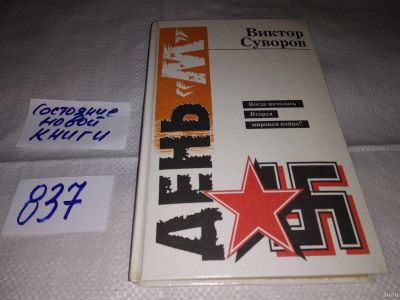 Виктор
Суворов
ДЕНЬ «М»
Когда началась
Вторая
мировая война?
Состояние
новой
книги
837